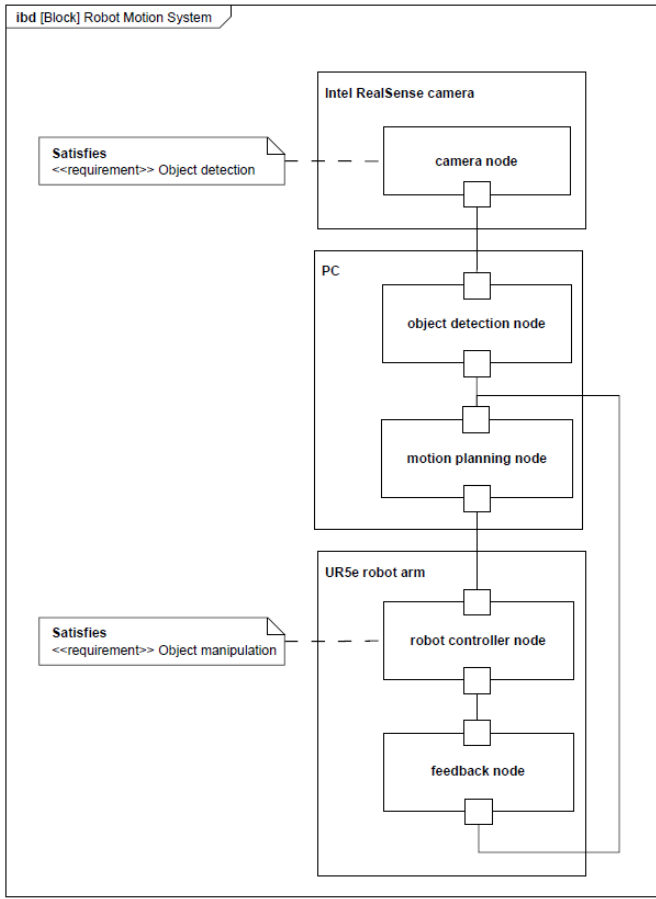 ibd [Block] Robot Motion System
Intel RealSense camera
Satisfies
<<requirement>> Object detection
camera node
PC
object detection node
motion planning node
UR5e robot arm
Satisfies
<<requirement>> Object manipulation
robot controller node
feedback node